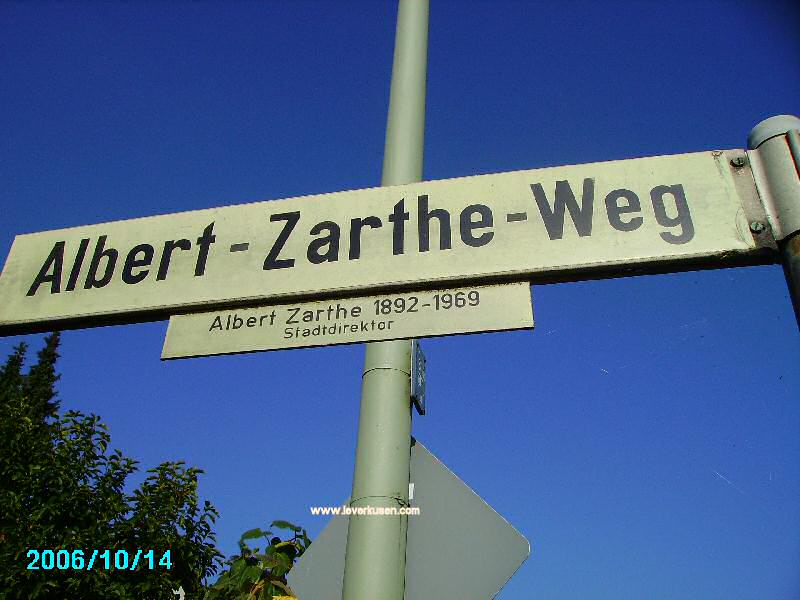 Albert-Zarthe-Weg
Albert Zarthe 1892-1969
Stadtdirektor
www.leverkusen.com
2006/10/14